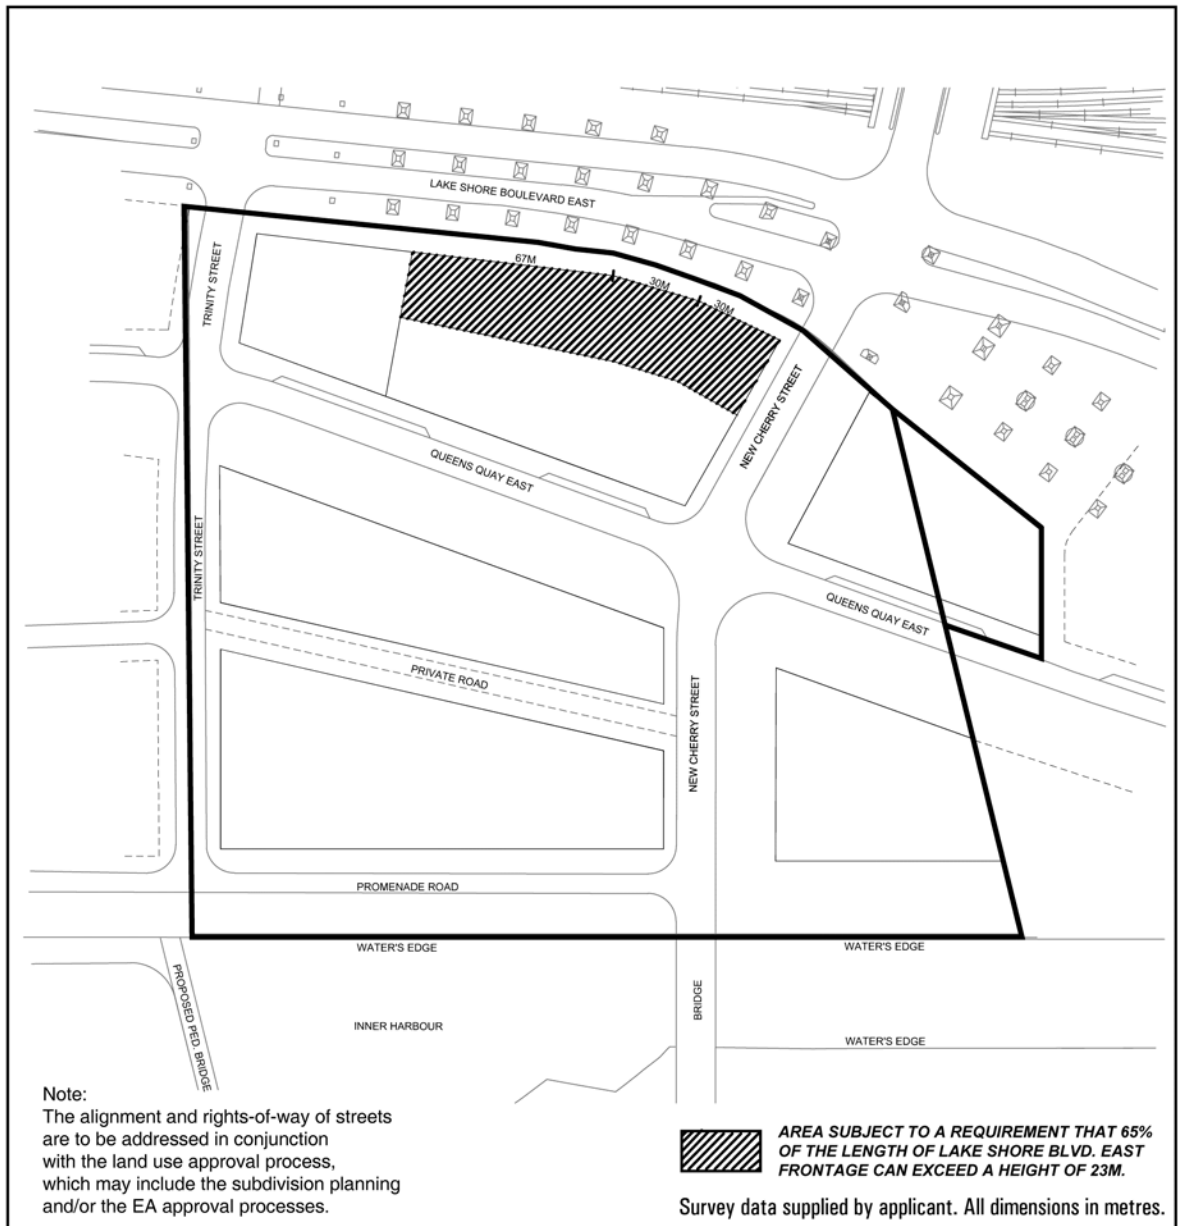 LAKE SHORE BOULEVARD EAST
TRINITY STREET
67M
30M
30M
NEW CHERRY STREET
QUEENS QUAY EAST
TRINITY STREET
QUEENS QUAY EAST
PRIVATE ROAD
NEW CHERRY STREET
PROMENADE ROAD
WATER'S EDGE
WATER'S EDGE
PROPOSED PED. BRIDGE
BRIDGE
INNER HARBOUR
WATER'S EDGE
Note:
The alignment and rights-of-way of streets
are to be addressed in conjunction
with the land use approval process,
which may include the subdivision planning
and/or the EA approval processes.
AREA SUBJECT TO A REQUIREMENT THAT 65%
OF THE LENGTH OF LAKE SHORE BLVD. EAST
FRONTAGE CAN EXCEED A HEIGHT OF 23M.
Survey data supplied by applicant. All dimensions in metres.